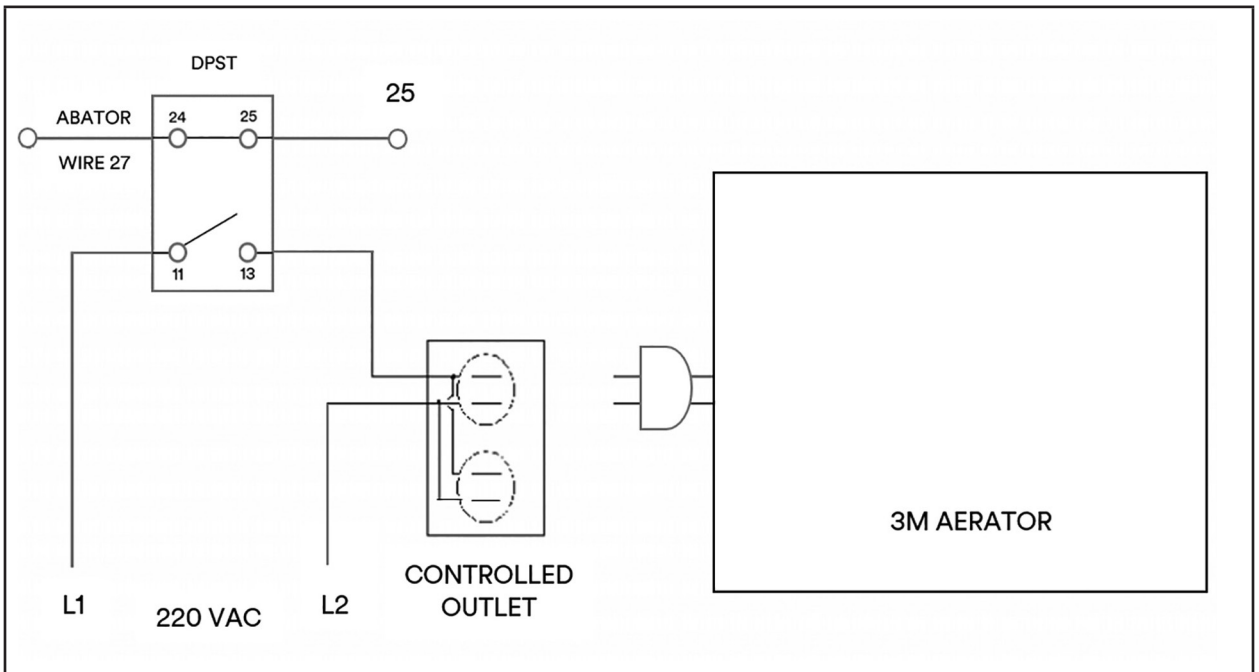 DPST
25
ABATOR
24
25
WIRE 27
11
13
3M AERATOR
CONTROLLED
OUTLET
L1
220 VAC
L2